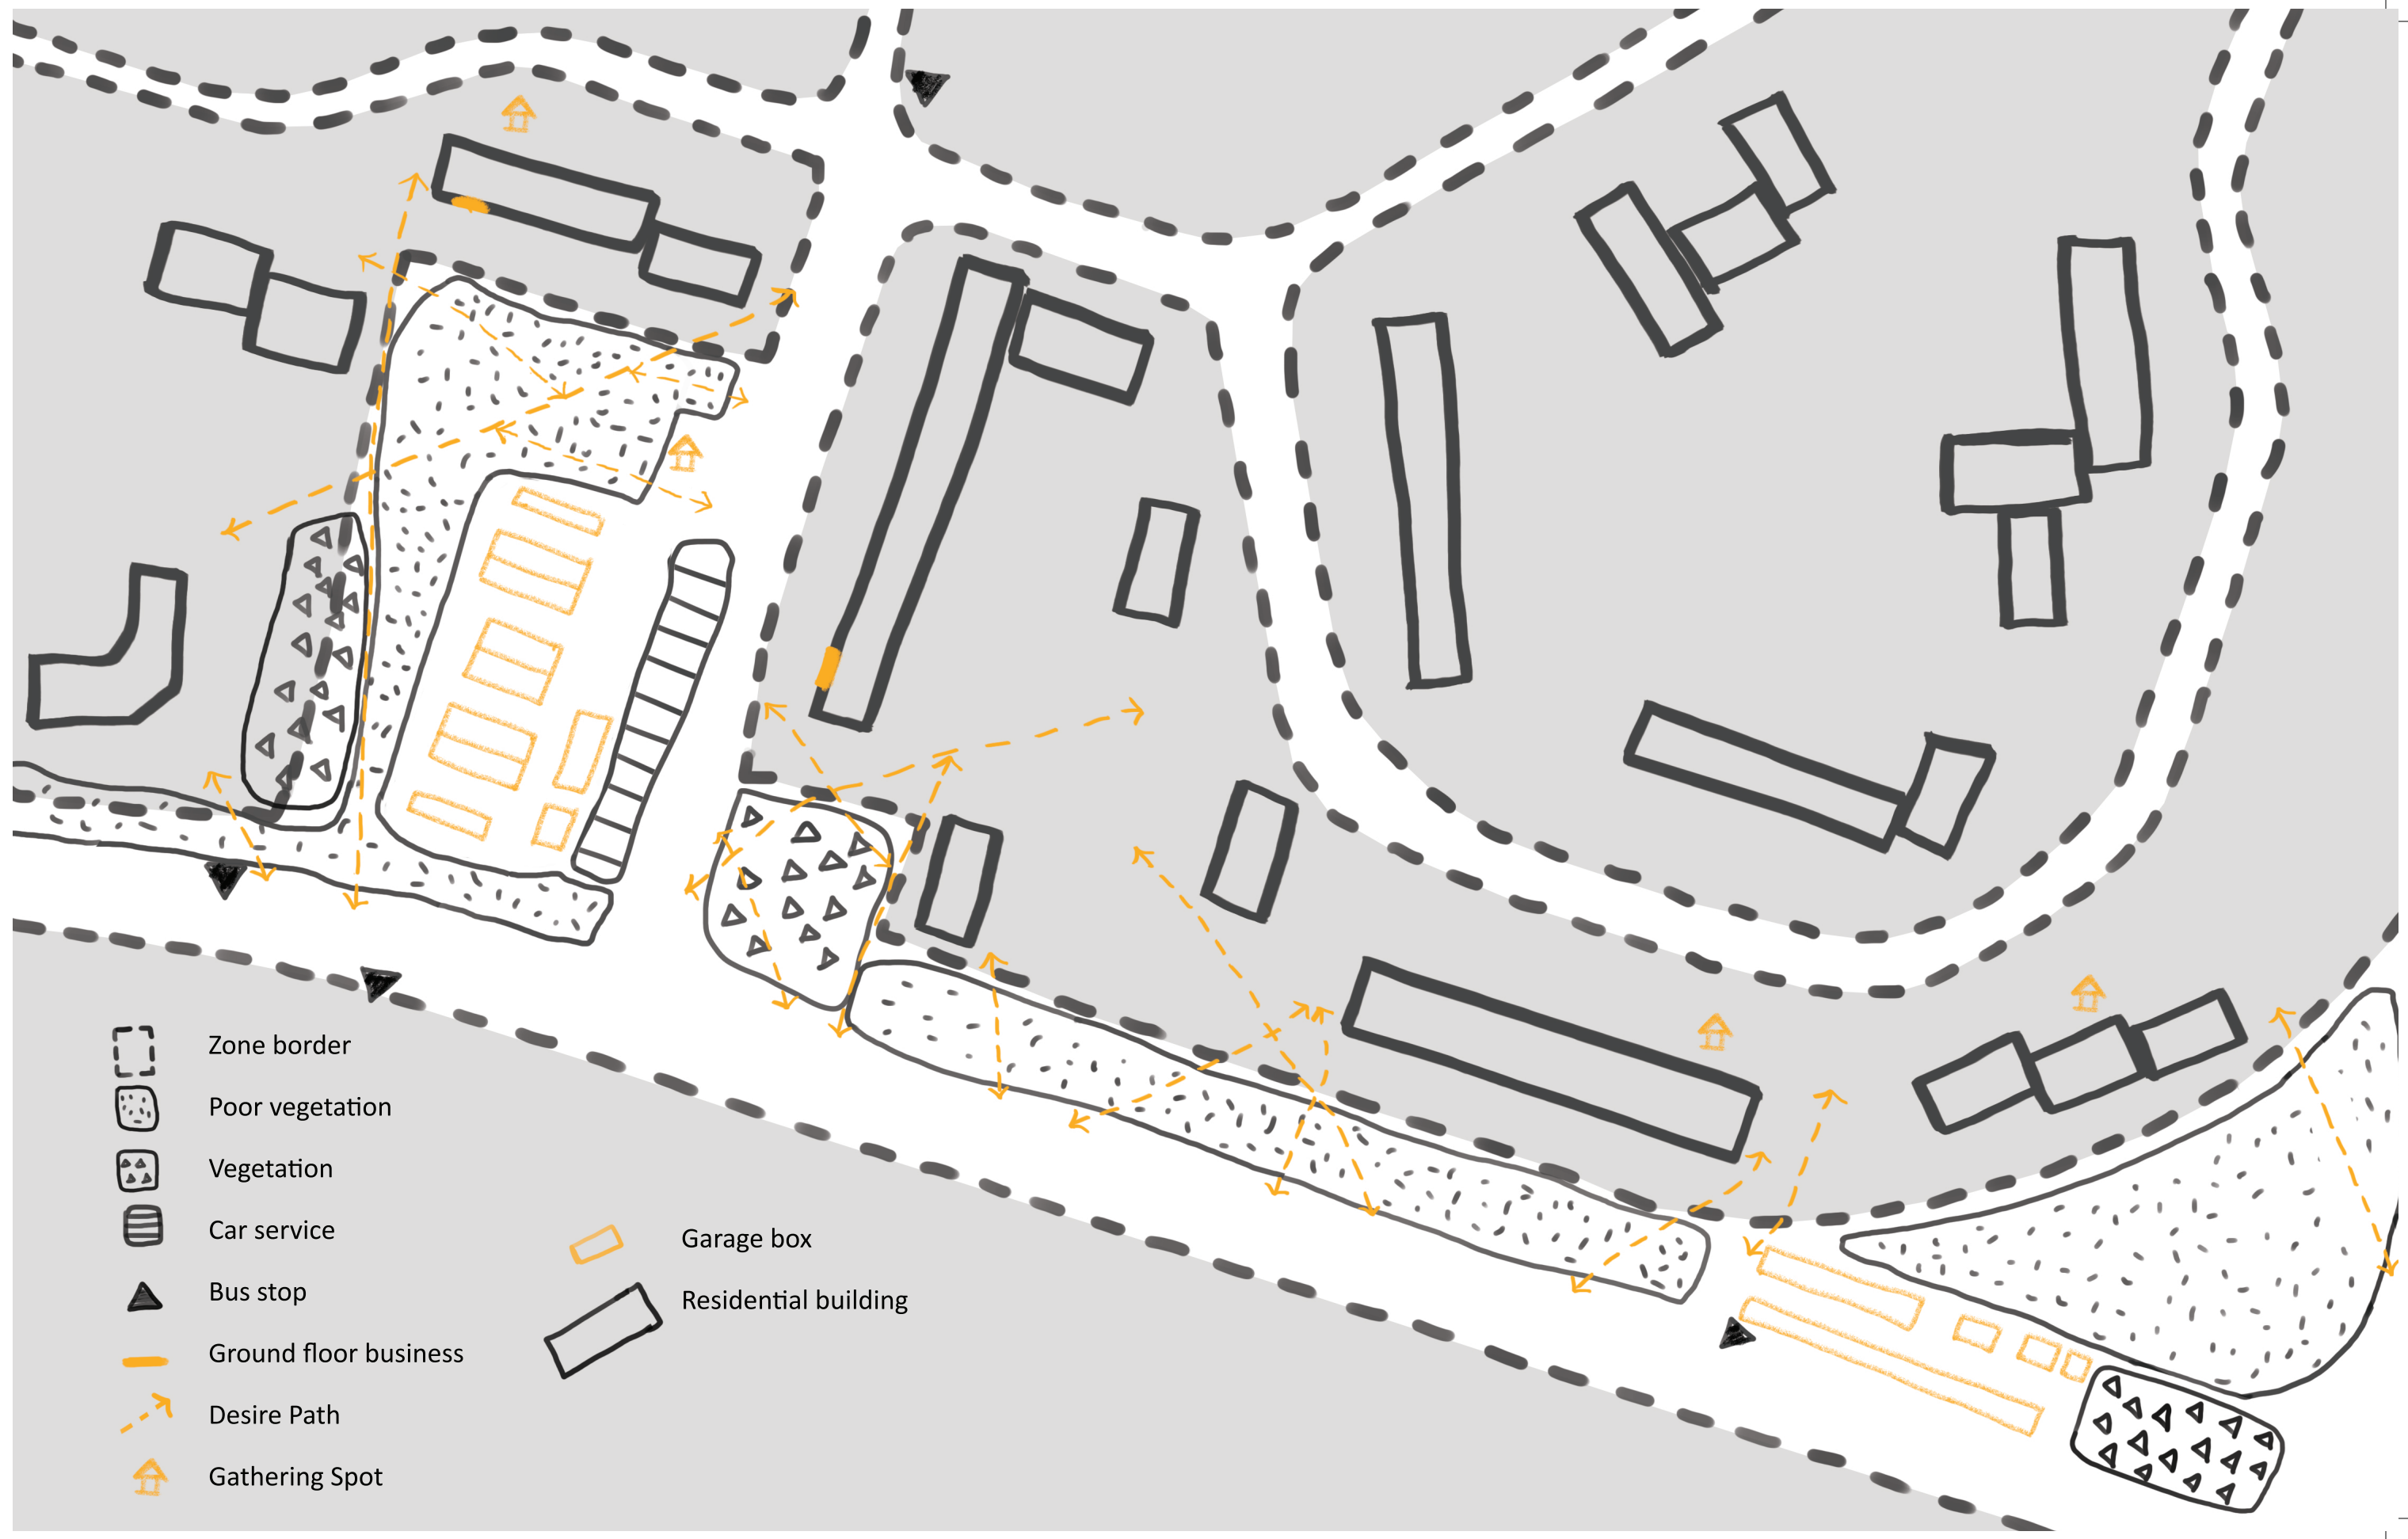 Zone border
Poor vegetation
Vegetation
Car service
Bus stop
Ground floor business
Desire Path
Gathering Spot
Garage box
Residential building